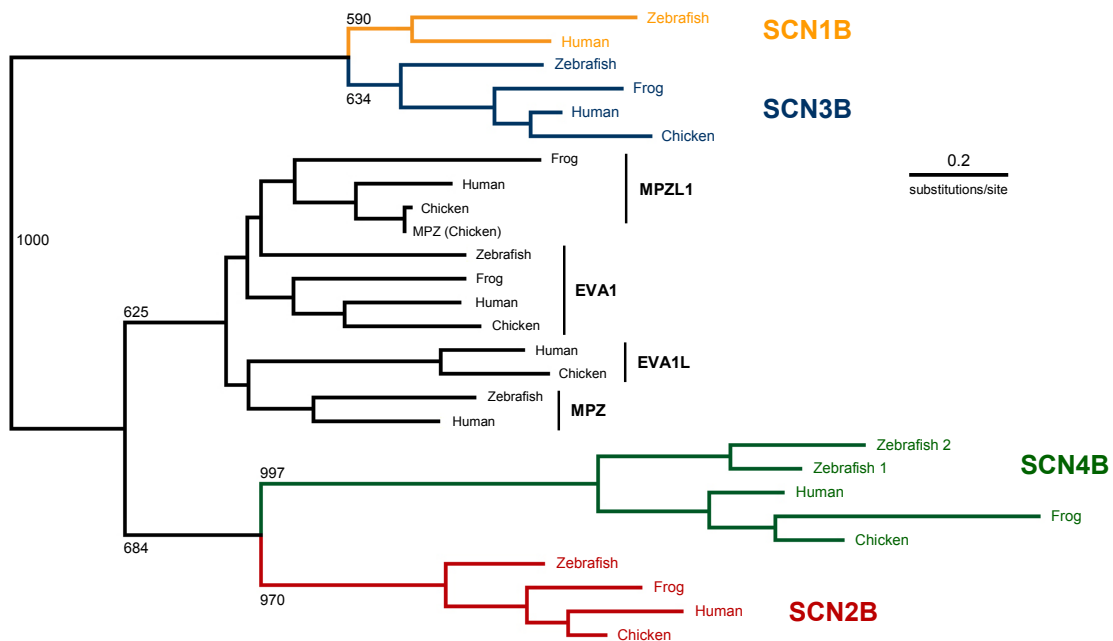 590
Zebrafish
SCN1B
Human
Zebrafish
634
Frog
SCN3B
Human
Chicken
Frog
0.2
substitutions/site
Human
MPZL1
Chicken
MPZ (Chicken)
1000
Zebrafish
Frog
EVA1
Human
625
Chicken
Human
EVA1L
Chicken
Zebrafish
MPZ
Human
Zebrafish 2
997
Zebrafish 1
SCN4B
Human
Frog
Chicken
684
Zebrafish
970
Frog
SCN2B
Human
Chicken